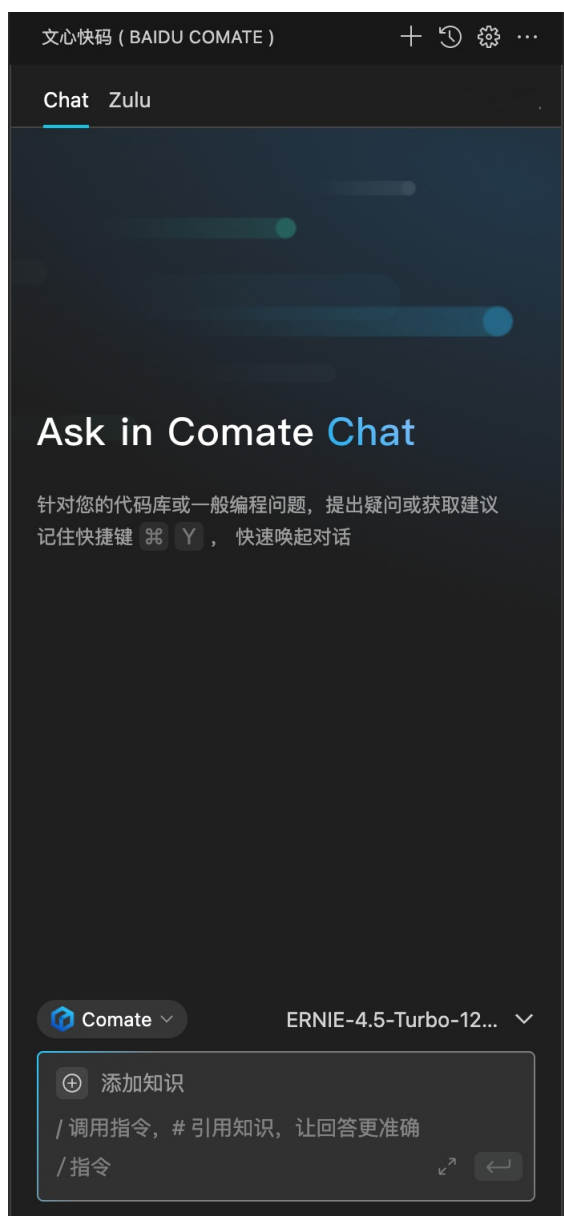 文心快码 ( BAIDU COMATE )
Chat Zulu
Ask in Comate Chat
针对您的代码库或一般编程问题，提出疑问或获取建议
记住快捷键 ⌘ Y ， 快速唤起对话
Comate ERNIE-4.5-Turbo-12...
添加知识
/ 调用指令，# 引用知识，让回答更准确
/ 指令